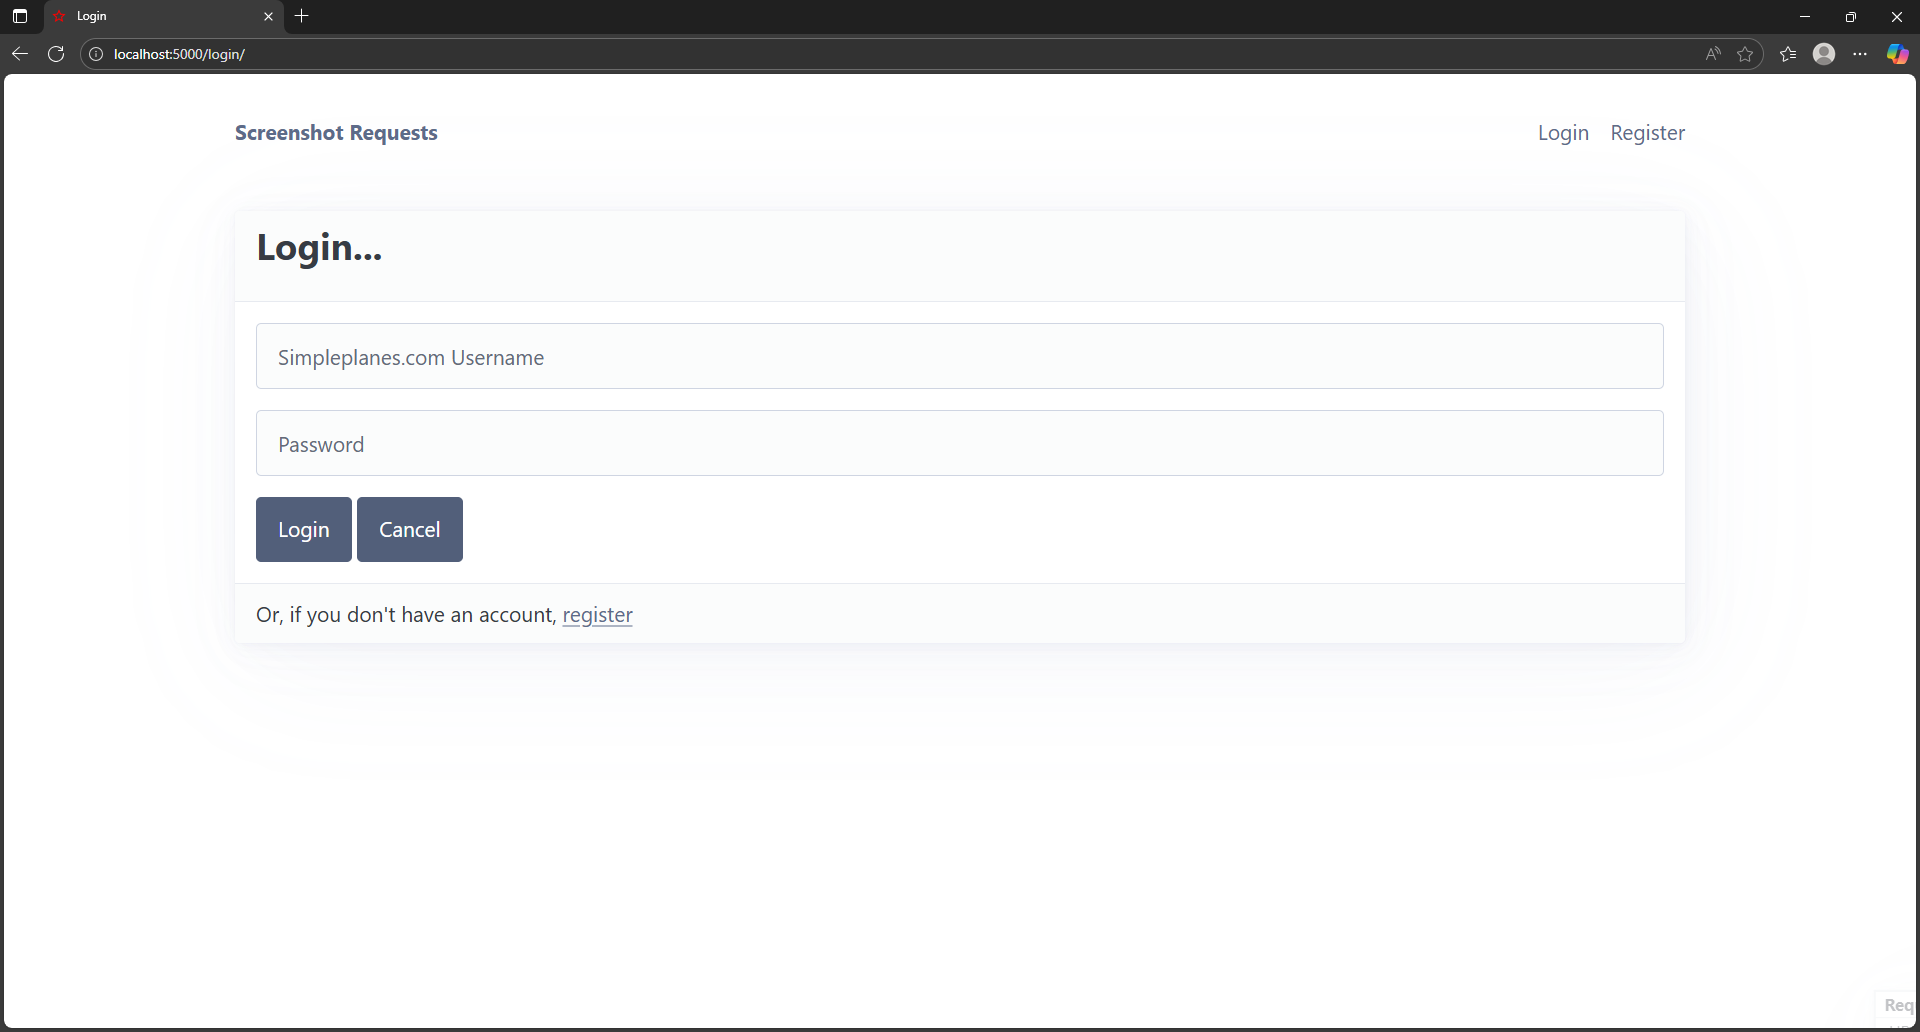 Login
localhost:5000/login/
Screenshot Requests
Login Register
Login...
Simpleplanes.com Username
Password
Login Cancel
Or, if you don't have an account, register
Req